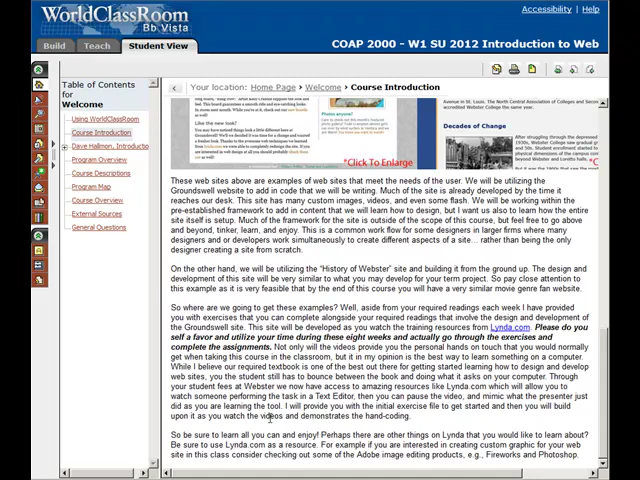 WorldClassRoom
Bb Vista
Accessibility | Help
Build Teach Student View
COAP 2000 - W1 SU 2012 Introduction to Web
Table of Contents
for
Welcome
Using WorldClassRoom
Course Introduction
Dave Hallmon, Introductio
Program Overview
Course Descriptions
Program Map
Course Overview
External Sources
General Questions
Your location: Home Page › Welcome › Course Introduction
Like the new look?
Photos anyone?
*Click To Enlarge
Decades of Change
These web sites above are examples of web sites that meet the needs of the user. We will be utilizing the
Groundswell website to add in code that we will be writing. Much of the site is already developed by the time it
reaches our desk. This site has many custom images, videos, and even some flash. We will be working within the
pre-established framework to add in content that we will learn how to design, but I want us also to learn how the entire
site itself is setup. Much of the framework for the site is outside of the scope of this course, but feel free to go above
and beyond, tinker, learn, and enjoy. This is a common work flow for some designers in larger firms where many
designers and or developers work simultaneously to create different aspects of a site... rather than being the only
designer creating a site from scratch.
On the other hand, we will be utilizing the "History of Webster" site and building it from the ground up. The design and
development of this site will be very similar to what you may develop for your term project. So pay close attention to
this example as it is very feasible that by the end of this course you will have a very similar movie genre fan website.
So where are we going to get these examples? Well, aside from your required readings each week I have provided
you with exercises that you can complete alongside your required readings that involve the design and development of
the Groundswell site. This site will be developed as you watch the training resources from Lynda.com. Please do you
self a favor and utilize your time during these eight weeks and actually go through the exercises and
complete the assignments. Not only will the videos provide you the personal hands on touch that you would normally
get when taking this course in the classroom, but it in my opinion is the best way to learn something on a computer.
While I believe our required textbook is one of the best out there for getting started learning how to design and develop
web sites, you the student still has to bounce between the book and doing what it asks on your computer. Through
your student fees at Webster we now have access to amazing resources like Lynda.com which will allow you to
watch someone performing the task in a Text Editor, then you can pause the video, and mimic what the presenter just
did as you are learning the tool. I will provide you with the initial exercise file to get started and then you will build
upon it as you watch the videos and demonstrates the hand-coding.
So be sure to learn all you can and enjoy! Perhaps there are other things on Lynda that you would like to learn about?
Be sure to use Lynda.com as a resource. For example if you are interested in creating custom graphic for your web
site in this class consider checking out some of the Adobe image editing products, e.g., Fireworks and Photoshop.